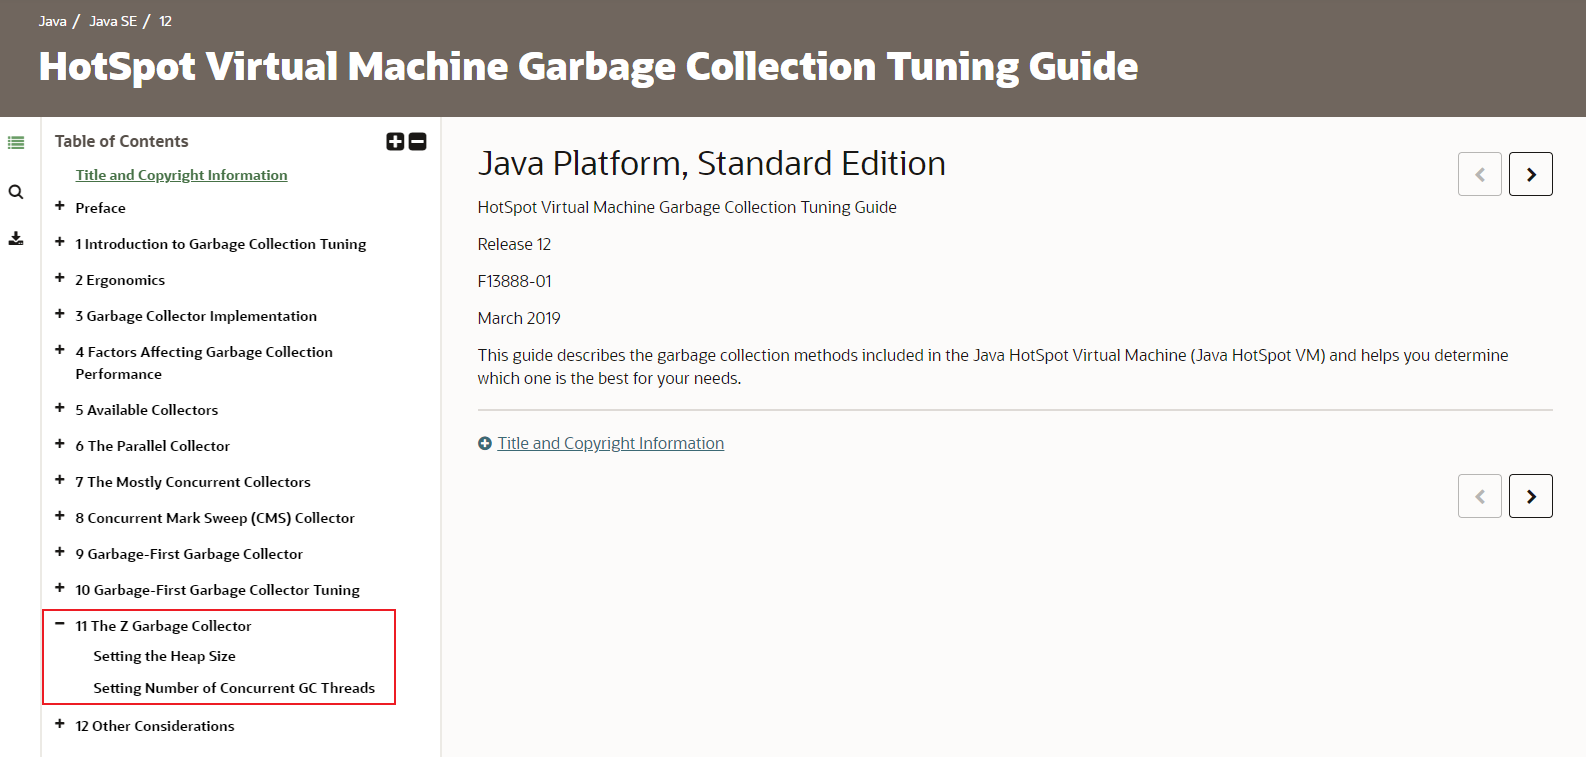 Java / Java SE / 12
HotSpot Virtual Machine Garbage Collection Tuning Guide
Table of Contents
Title and Copyright Information
Preface
1 Introduction to Garbage Collection Tuning
2 Ergonomics
3 Garbage Collector Implementation
4 Factors Affecting Garbage Collection
Performance
5 Available Collectors
6 The Parallel Collector
7 The Mostly Concurrent Collectors
8 Concurrent Mark Sweep (CMS) Collector
9 Garbage-First Garbage Collector
10 Garbage-First Garbage Collector Tuning
11 The Z Garbage Collector
Setting the Heap Size
Setting Number of Concurrent GC Threads
12 Other Considerations
Java Platform, Standard Edition
HotSpot Virtual Machine Garbage Collection Tuning Guide
Release 12
F13888-01
March 2019
This guide describes the garbage collection methods included in the Java HotSpot Virtual Machine (Java HotSpot VM) and helps you determine
which one is the best for your needs.
Title and Copyright Information